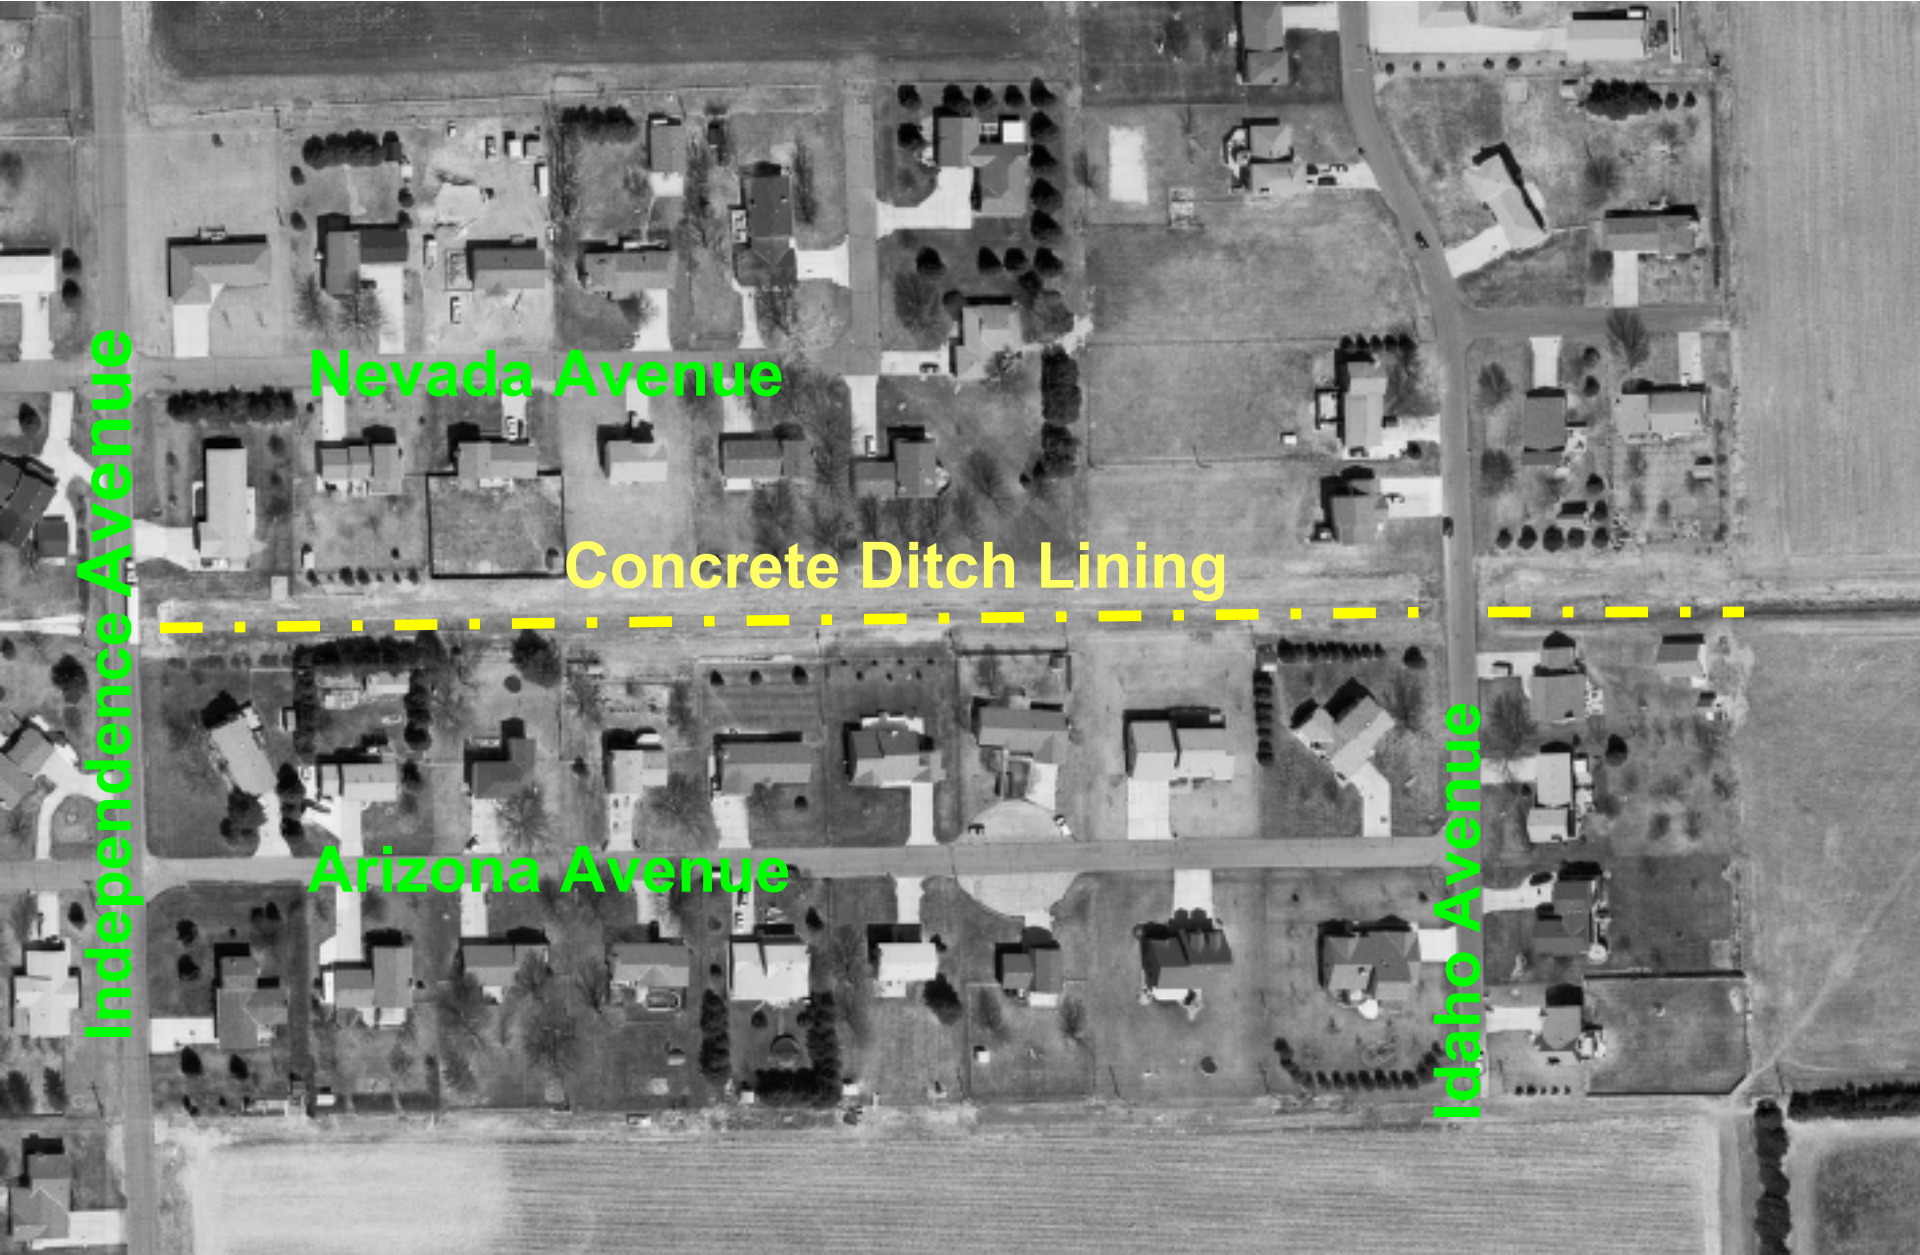 Nevada Avenue
Independence Avenue
Concrete Ditch Lining
Arizona Avenue
Idaho Avenue